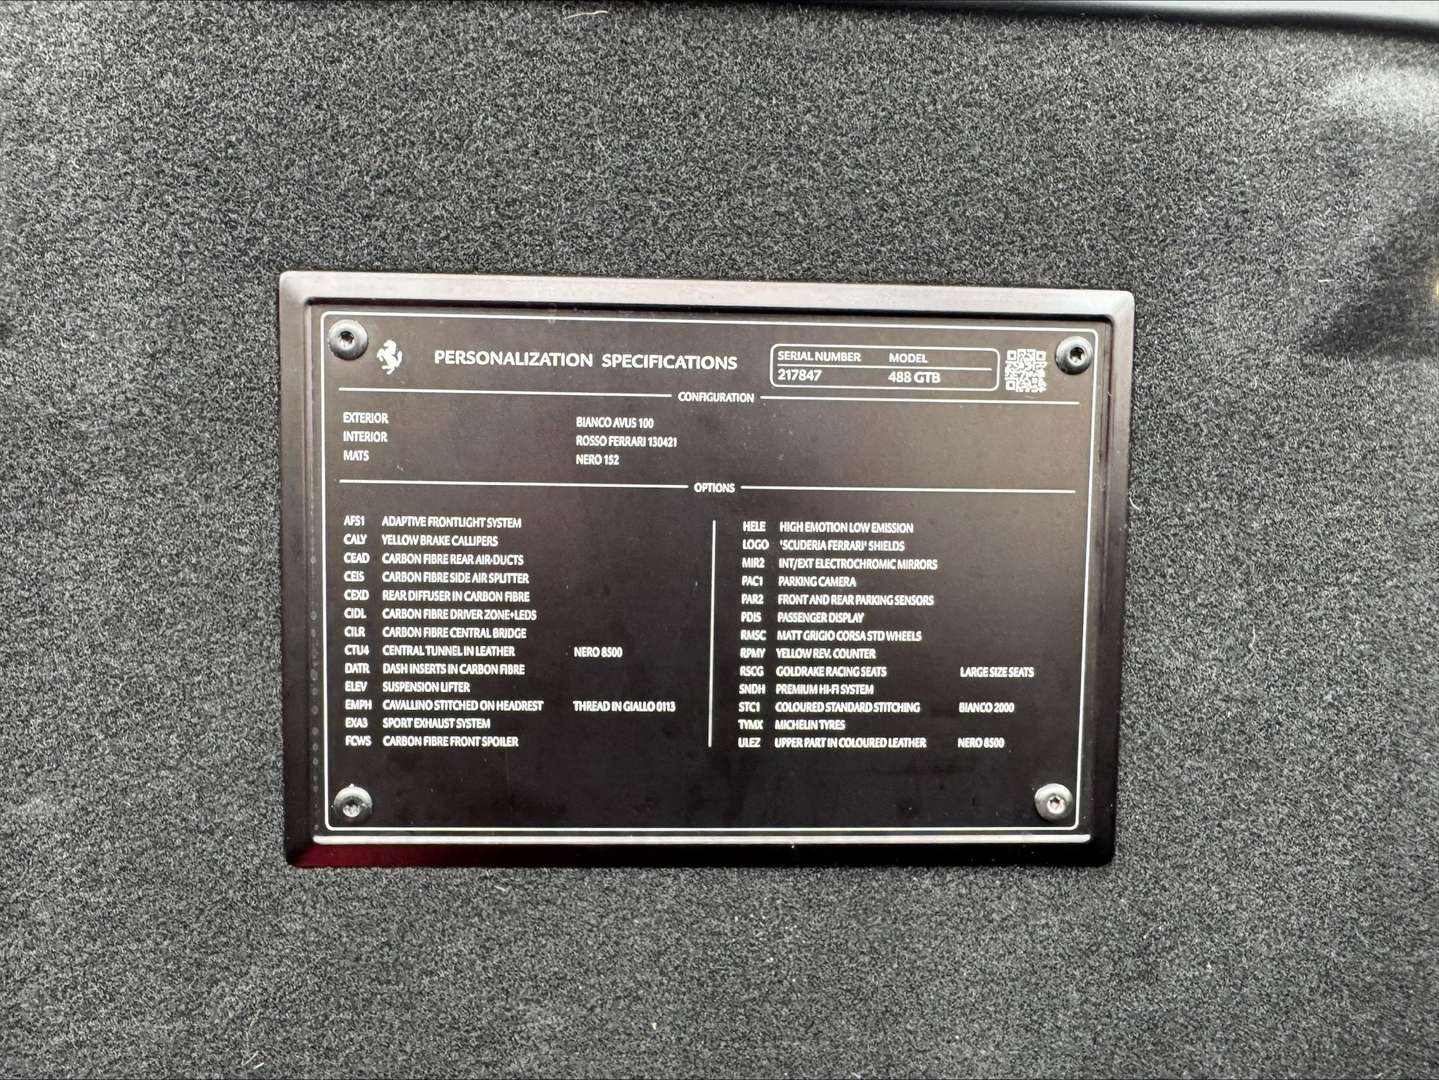 PERSONALIZATION SPECIFICATIONS
SERIAL NUMBER MODEL
217847 488 GTB
CONFIGURATION
EXTERIOR BIANCO AVUS 100
INTERIOR ROSSO FERRARI 130421
MATS NERO 152
OPTIONS
AFS1 ADAPTIVE FRONTLIGHT SYSTEM
CALY YELLOW BRAKE CALLIPERS
CEAD CARBON FIBRE REAR AIR-DUCTS
CEIS CARBON FIBRE SIDE AIR SPLITTER
CEXD REAR DIFFUSER IN CARBON FIBRE
CIDL CARBON FIBRE DRIVER ZONE+LEDS
CILR CARBON FIBRE CENTRAL BRIDGE
CTU4 CENTRAL TUNNEL IN LEATHER NERO 8500
DATR DASH INSERTS IN CARBON FIBRE
ELEV SUSPENSION LIFTER
EMPH CAVALLINO STITCHED ON HEADREST THREAD IN GIALLO 0113
EXA3 SPORT EXHAUST SYSTEM
FCWS CARBON FIBRE FRONT SPOILER
HELE HIGH EMOTION LOW EMISSION
LOGO 'SCUDERIA FERRARI' SHIELDS
MIR2 INT/EXT ELECTROCHROMIC MIRRORS
PAC1 PARKING CAMERA
PAR2 FRONT AND REAR PARKING SENSORS
PDIS PASSENGER DISPLAY
RMSC MATT GRIGIO CORSA STD WHEELS
RPMY YELLOW REV. COUNTER
RSCG GOLDRAKE RACING SEATS LARGE SIZE SEATS
SNDH PREMIUM HI-FI SYSTEM
STC1 COLOURED STANDARD STITCHING BIANCO 2000
TYMX MICHELIN TYRES
ULEZ UPPER PART IN COLOURED LEATHER NERO 8500